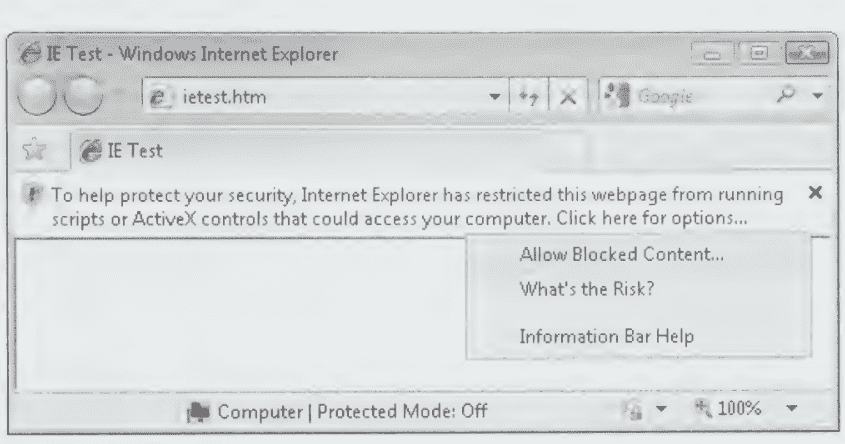 IE Test - Windows Internet Explorer
ietest.htm
Google
IE Test
To help protect your security, Internet Explorer has restricted this webpage from running
scripts or ActiveX controls that could access your computer. Click here for options...
Allow Blocked Content...
What's the Risk?
Information Bar Help
Computer | Protected Mode: Off
100%